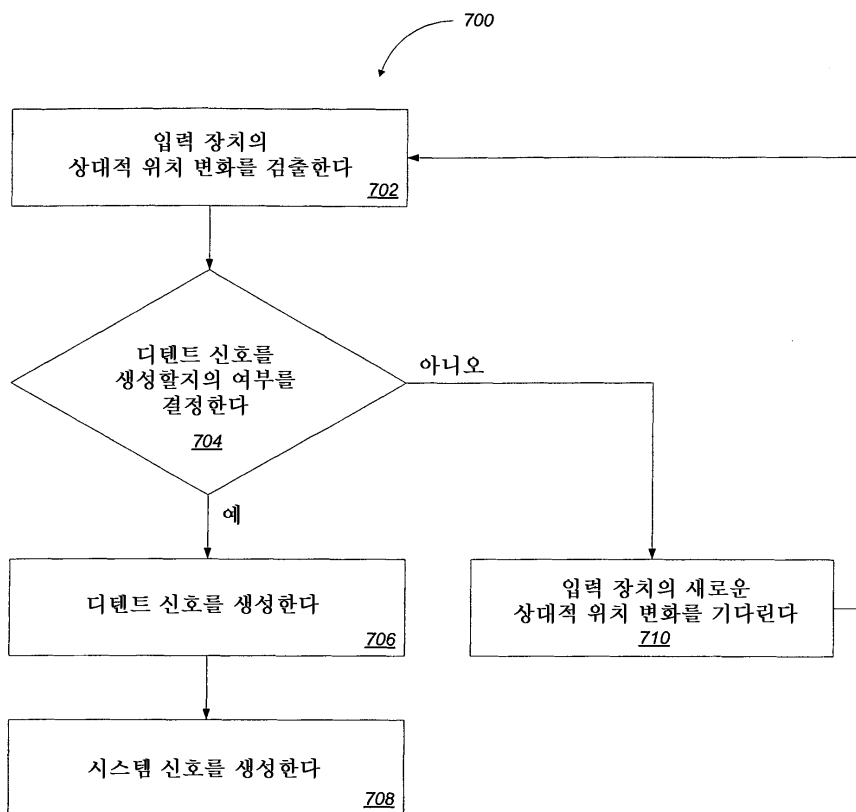 700
입력 장치의
상대적 위치 변화를 검출한다
702
디텐트 신호를
생성할지의 여부를
결정한다
704
아니오
예
디텐트 신호를 생성한다
706
입력 장치의 새로운
상대적 위치 변화를 기다린다
710
시스템 신호를 생성한다
708